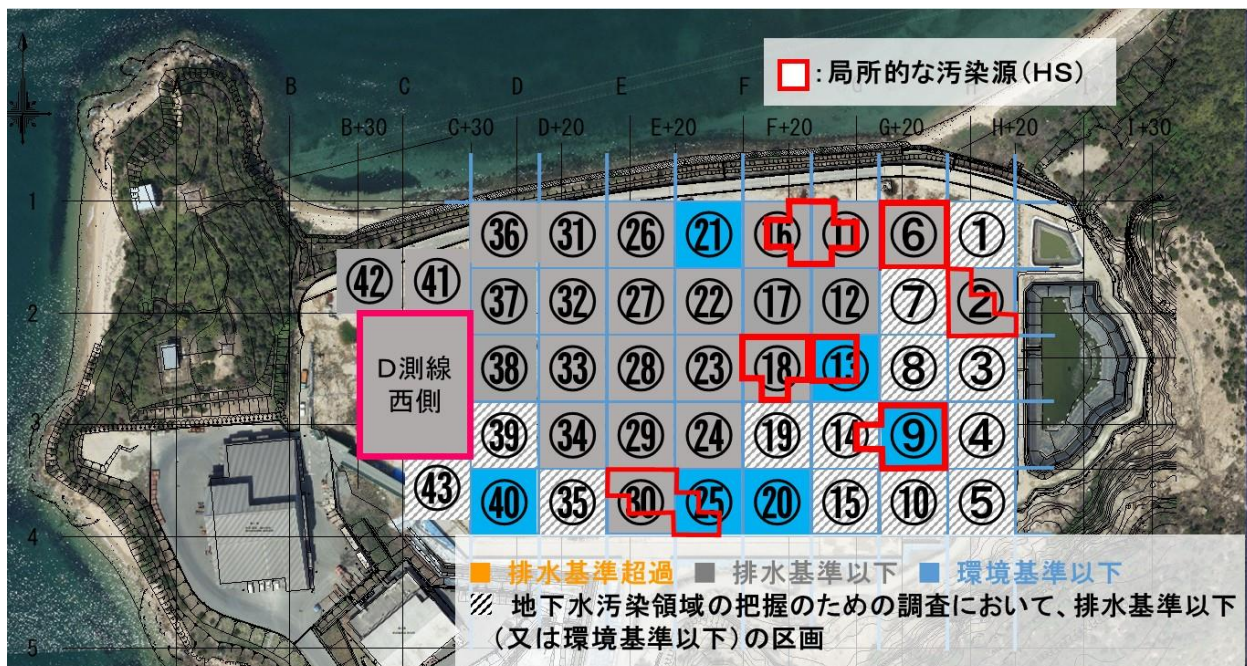 :局所的な汚染源(HS)
A B C D E F G H I
B+30 C+30 D+20 E+20 F+20 G+20 H+20 I+30
1
㊱ ㉛ ㉖ ㉑ ⑯ ⑪ ⑥ ①
㊷ ㊶
㊲ ㉜ ㉗ ㉒ ⑰ ⑫ ⑦ ②
2
D測線
西側
㊳ ㉝ ㉘ ㉓ ⑱ ⑬ ⑧ ③
3
㊴ ㉞ ㉙ ㉔ ⑲ ⑭ ⑨ ④
㊸ ㊵ ㉟ ㉚ ㉕ ⑳ ⑮ ⑩ ⑤
4
排水基準超過 排水基準以下 環境基準以下
地下水汚染領域の把握のための調査において、排水基準以下
(又は環境基準以下)の区画
5